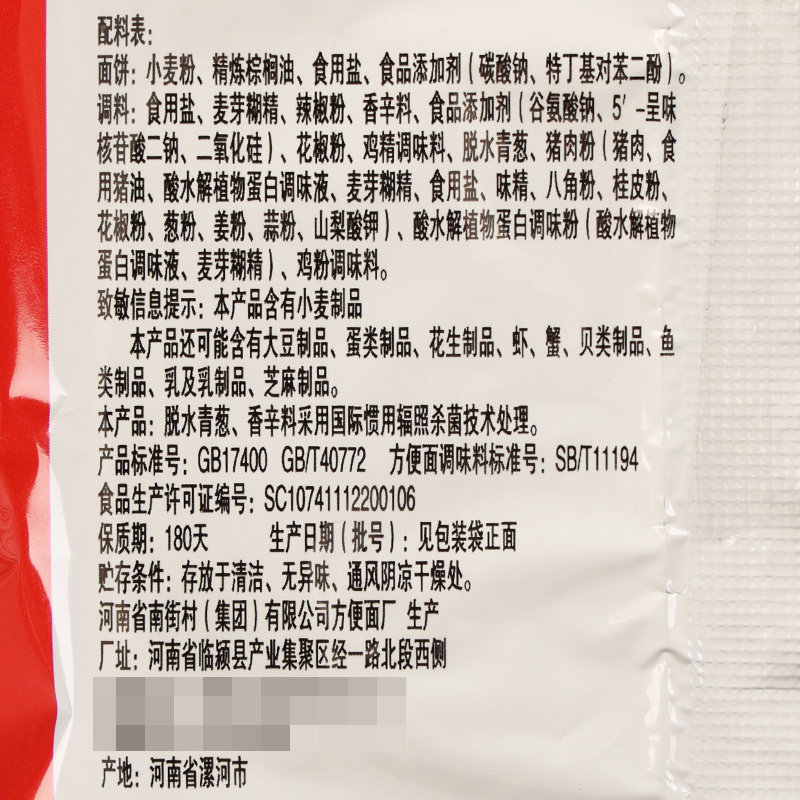 配料表：
面饼：小麦粉、精炼棕榈油、食用盐、食品添加剂（碳酸钠、特丁基对苯二酚）。
调料：食用盐、麦芽糊精、辣椒粉、香辛料、食品添加剂（谷氨酸钠、5′-呈味
核苷酸二钠、二氧化硅）、花椒粉、鸡精调味料、脱水青葱、猪肉粉（猪肉、食
用猪油、酸水解植物蛋白调味液、麦芽糊精、食用盐、味精、八角粉、桂皮粉、
花椒粉、葱粉、姜粉、蒜粉、山梨酸钾）、酸水解植物蛋白调味粉（酸水解植物
蛋白调味液、麦芽糊精）、鸡粉调味料。
致敏信息提示：本产品含有小麦制品
本产品还可能含有大豆制品、蛋类制品、花生制品、虾、蟹、贝类制品、鱼
类制品、乳及乳制品、芝麻制品。
本产品：脱水青葱、香辛料采用国际惯用辐照杀菌技术处理。
产品标准号：GB17400 GB/T40772 方便面调味料标准号：SB/T11194
食品生产许可证编号：SC10741112200106
保质期：180天 生产日期（批号）：见包装袋正面
贮存条件：存放于清洁、无异味、通风阴凉干燥处。
河南省南街村（集团）有限公司方便面厂 生产
厂址：河南省临颍县产业集聚区经一路北段西侧
产地：河南省漯河市